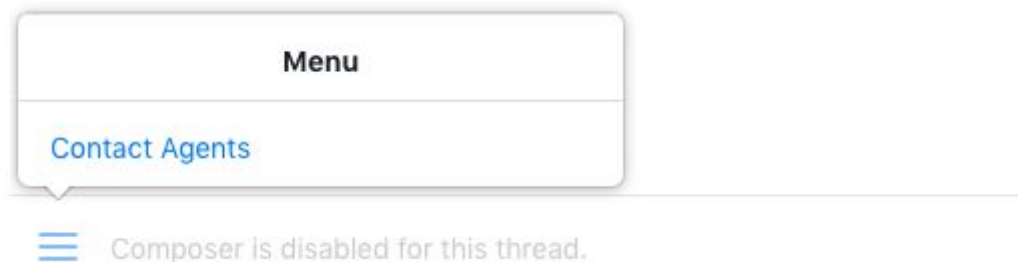 Menu
Contact Agents
Composer is disabled for this thread.